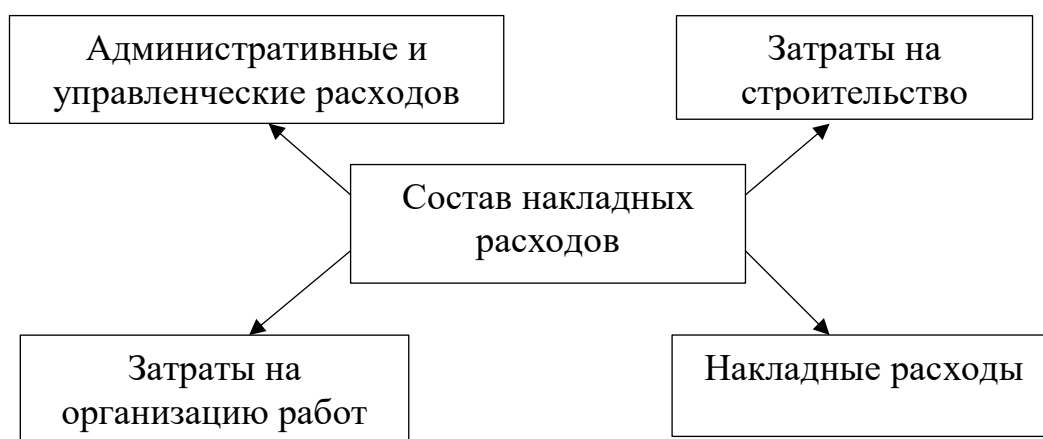 Административные и
управленческие расходов
Затраты на
строительство
Состав накладных
расходов
Затраты на
организацию работ
Накладные расходы